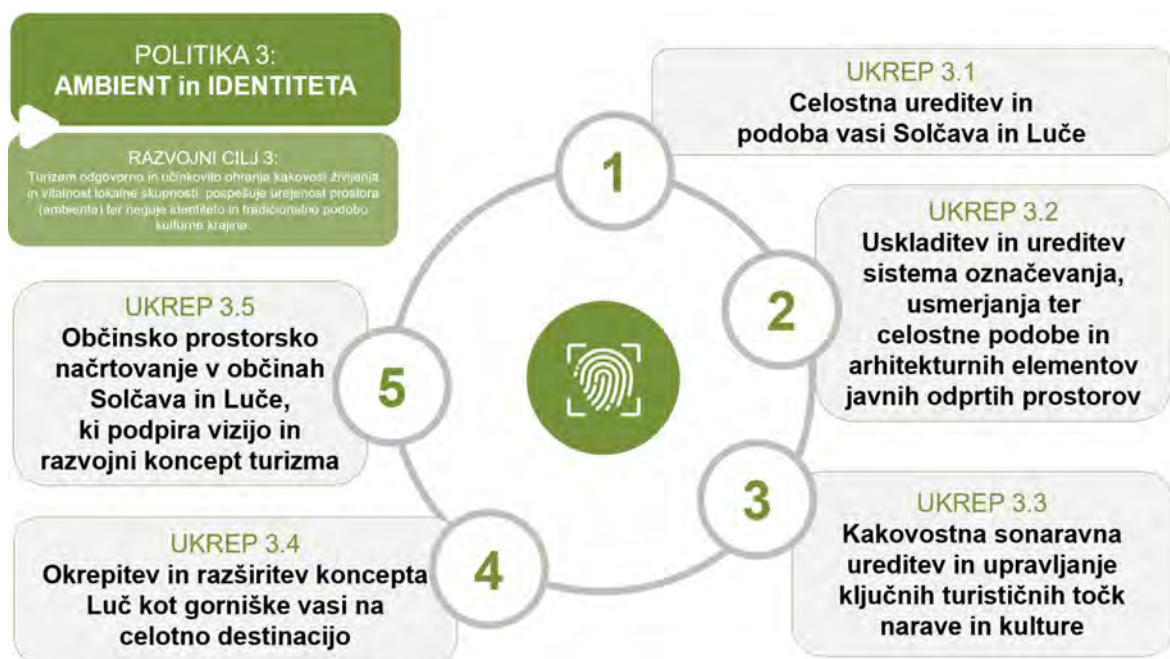 POLITIKA 3:
AMBIENT in IDENTITETA
RAZVOJNI CILJ 3:
Turizem odgovorno in učinkovito ohranja kakovost življenja
in vitalnost lokalne skupnosti, pospešuje urejenost prostora
(ambienta) ter neguje identiteto in tradicionalno podobo
kulturne krajine.
UKREP 3.1
Celostna ureditev in
podoba vasi Solčava in Luče
1
UKREP 3.2
Uskladitev in ureditev
sistema označevanja,
usmerjanja ter
celostne podobe in
arhitekturnih elementov
javnih odprtih prostorov
2
UKREP 3.3
Kakovostna sonaravna
ureditev in upravljanje
ključnih turističnih točk
narave in kulture
3
UKREP 3.4
Okrepitev in razširitev koncepta
Luč kot gorniške vasi na
celotno destinacijo
4
UKREP 3.5
Občinsko prostorsko
načrtovanje v občinah
Solčava in Luče,
ki podpira vizijo in
razvojni koncept turizma
5